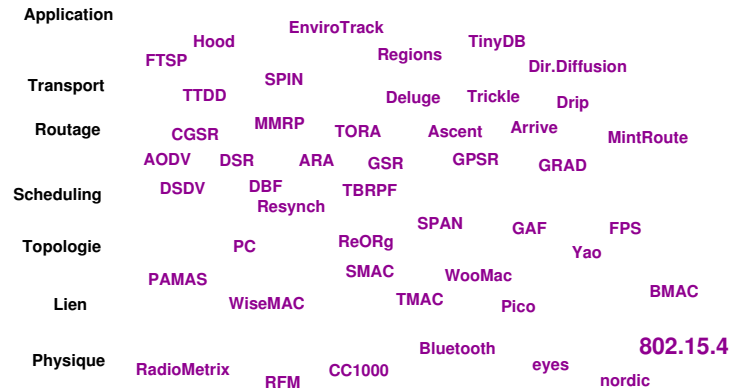 Application
EnviroTrack
Hood
TinyDB
FTSP
Regions
Dir.Diffusion
Transport
SPIN
TTDD
Deluge
Trickle
Drip
Routage
CGSR
MMRP
TORA
Ascent
Arrive
MintRoute
AODV
DSR
ARA
GSR
GPSR
GRAD
Scheduling
DSDV
DBF
TBRPF
Resynch
SPAN
GAF
FPS
Topologie
PC
ReORg
Yao
PAMAS
SMAC
WooMac
BMAC
Lien
WiseMAC
TMAC
Pico
Bluetooth
802.15.4
Physique
RadioMetrix
RFM
CC1000
eyes
nordic